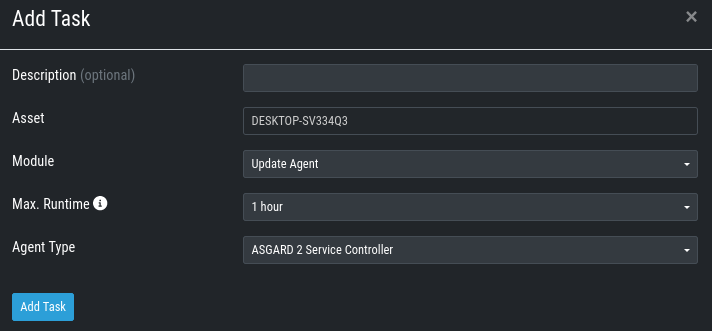 Add Task
Description (optional)
Asset DESKTOP-SV334Q3
Module Update Agent
Max. Runtime 1 hour
Agent Type ASGARD 2 Service Controller
Add Task